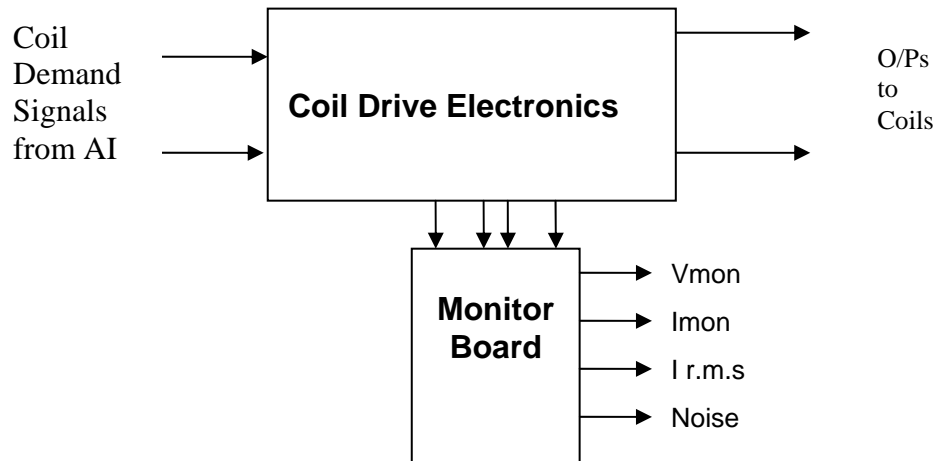 Coil
Demand
Signals
from AI
Coil Drive Electronics
O/Ps
to
Coils
Monitor
Board
Vmon
Imon
I r.m.s
Noise